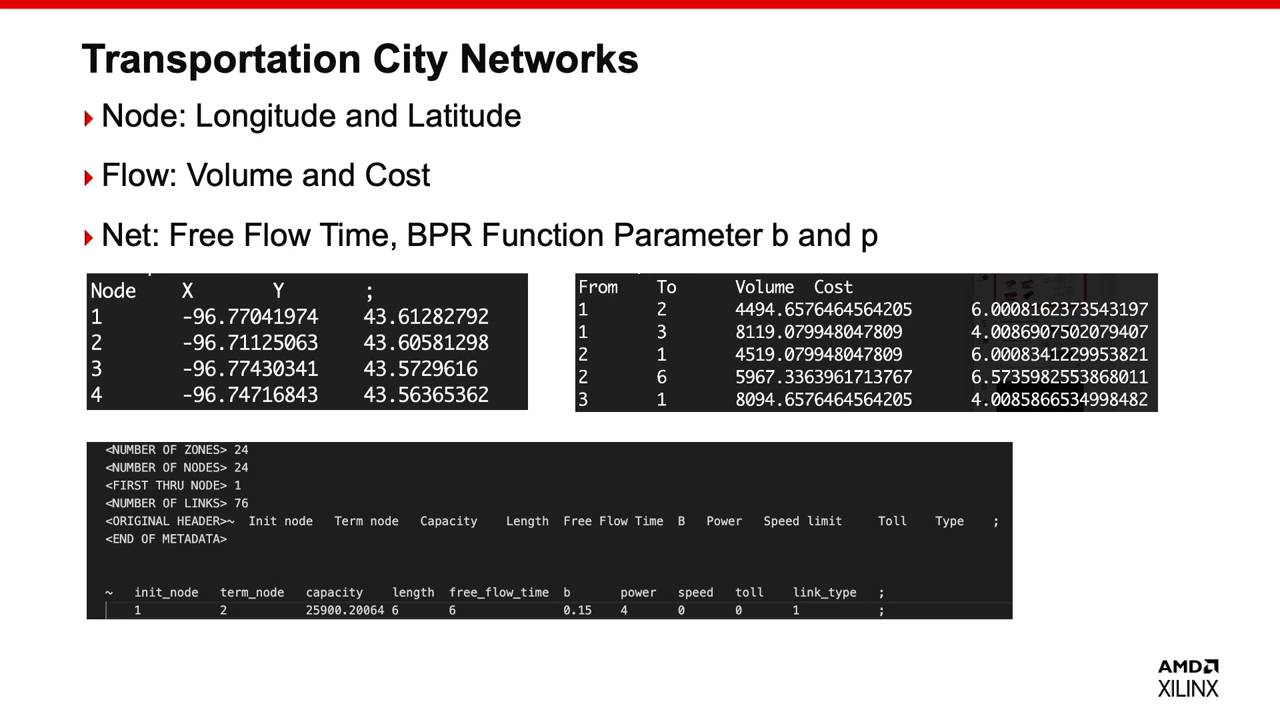 Transportation City Networks
Node: Longitude and Latitude
Flow: Volume and Cost
Net: Free Flow Time, BPR Function Parameter b and p
Node X Y ;
1 -96.77041974 43.61282792
2 -96.71125063 43.60581298
3 -96.77430341 43.5729616
4 -96.74716843 43.56365362
From To Volume Cost
1 2 4494.6576464564205 6.0008162373543197
1 3 8119.079948047809 4.0086907502079407
2 1 4519.079948047809 6.0008341229953821
2 6 5967.3363961713767 6.5735982553868011
3 1 8094.6576464564205 4.0085866534998482
<NUMBER OF ZONES> 24
<NUMBER OF NODES> 24
<FIRST THRU NODE> 1
<NUMBER OF LINKS> 76
<ORIGINAL HEADER>~ Init node Term node Capacity Length Free Flow Time B Power Speed limit Toll Type ;
<END OF METADATA>
~ init_node term_node capacity length free_flow_time b power speed toll link_type ;
1 2 25900.20064 6 6 0.15 4 0 0 1 ;
AMD
XILINX